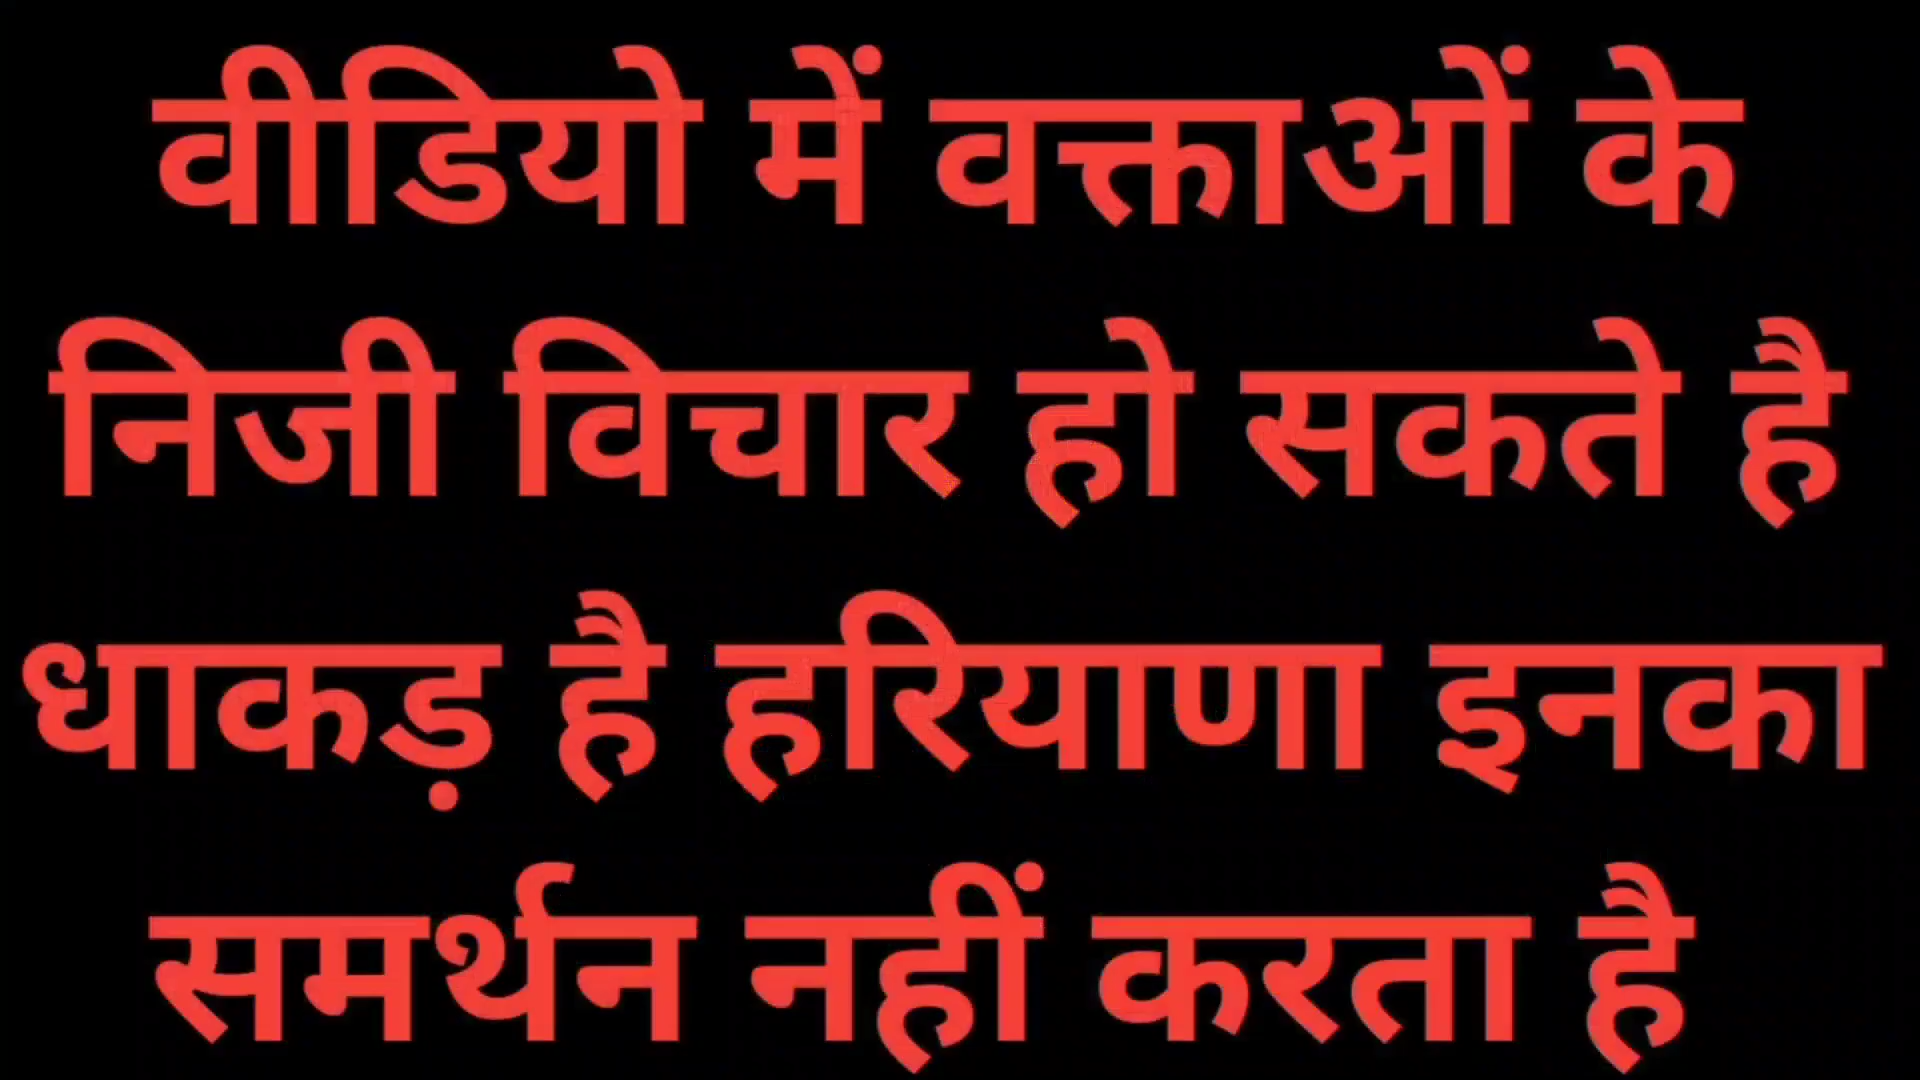 वीडियो में वक्ताओं के
निजी विचार हो सकते है
धाकड़ है हरियाणा इनका
समर्थन नहीं करता है